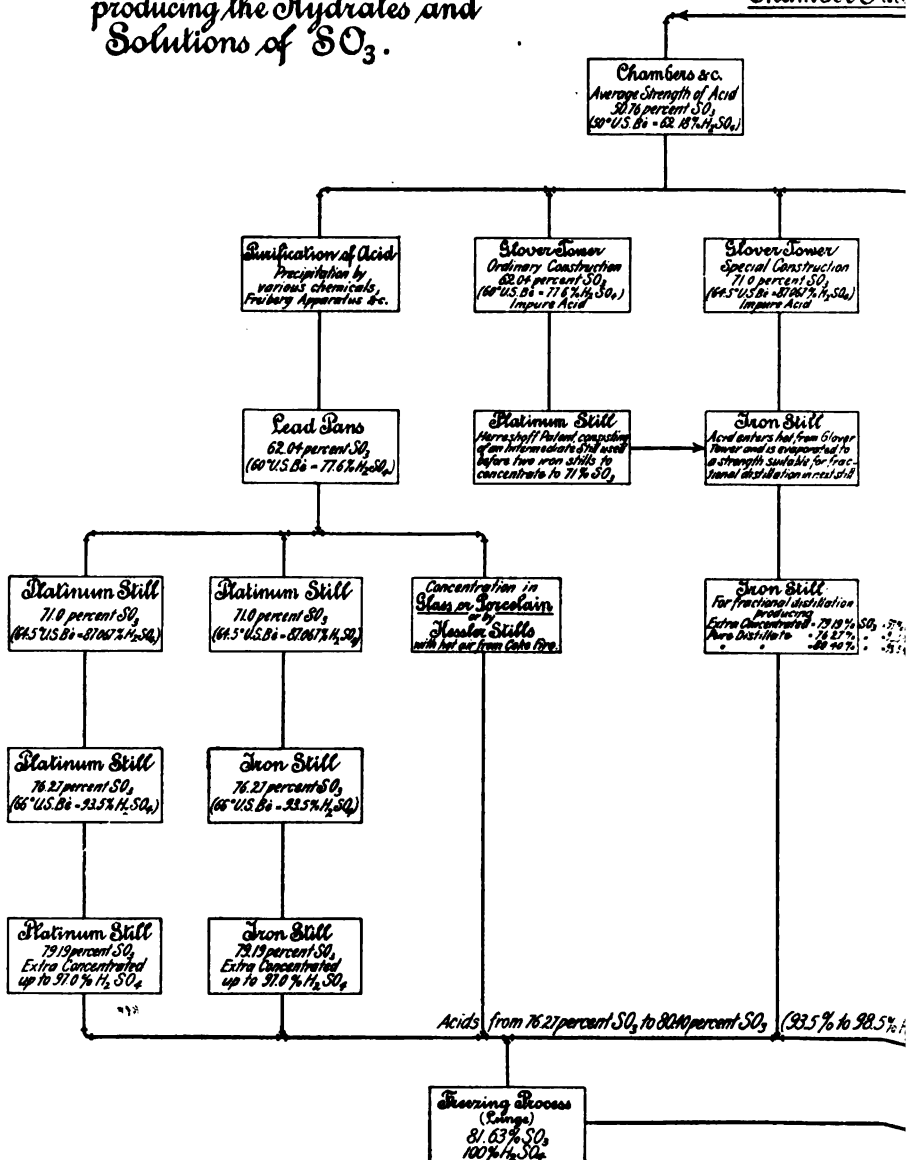 producing the Hydrates and
Solutions of SO3.
Chambers &c.
Average Strength of Acid
50.76 percent SO3
(50° U.S. Bé = 62.18% H2SO4)
Purification of Acid
Precipitation by
various chemicals,
Freiberg Apparatus &c.
Glover Tower
Ordinary Construction
62.04 percent SO3
(60° U.S. Bé = 77.6% H2SO4)
Impure Acid
Glover Tower
Special Construction
71.0 percent SO3
(64.5° U.S. Bé = 87.067% H2SO4)
Impure Acid
Lead Pans
62.04 percent SO3
(60° U.S. Bé = 77.6% H2SO4)
Platinum Still
Herreshoff Patent, consisting
of an Intermediate Still used
before two iron stills to
concentrate to 71% SO3
Iron Still
Acid enters hot, from Glover
Tower and is evaporated to
a strength suitable, for frac-
tional distillation in next still
Platinum Still
71.0 percent SO3
(64.5° U.S. Bé = 87.067% H2SO4)
Platinum Still
71.0 percent SO3
(64.5° U.S. Bé = 87.067% H2SO4)
Concentration in
Glass or Porcelain
or by
Kessler Stills
with hot air from Coke Fire.
Iron Still
For fractional distillation
producing
Extra Concentrated = 79.19% SO3
Pure Distillate = 76.27%
" " = 80.40%
Platinum Still
76.27 percent SO3
(66° U.S. Bé = 93.5% H2SO4)
Iron Still
76.27 percent SO3
(66° U.S. Bé = 93.5% H2SO4)
Platinum Still
79.19 percent SO3
Extra Concentrated
up to 97.0% H2SO4
Iron Still
79.19 percent SO3
Extra Concentrated
up to 97.0% H2SO4
Acids from 76.27 percent SO3 to 80.40 percent SO3 (93.5% to 98.5% H
Freezing Process
(Lunge)
81.63% SO3
100% H2SO4